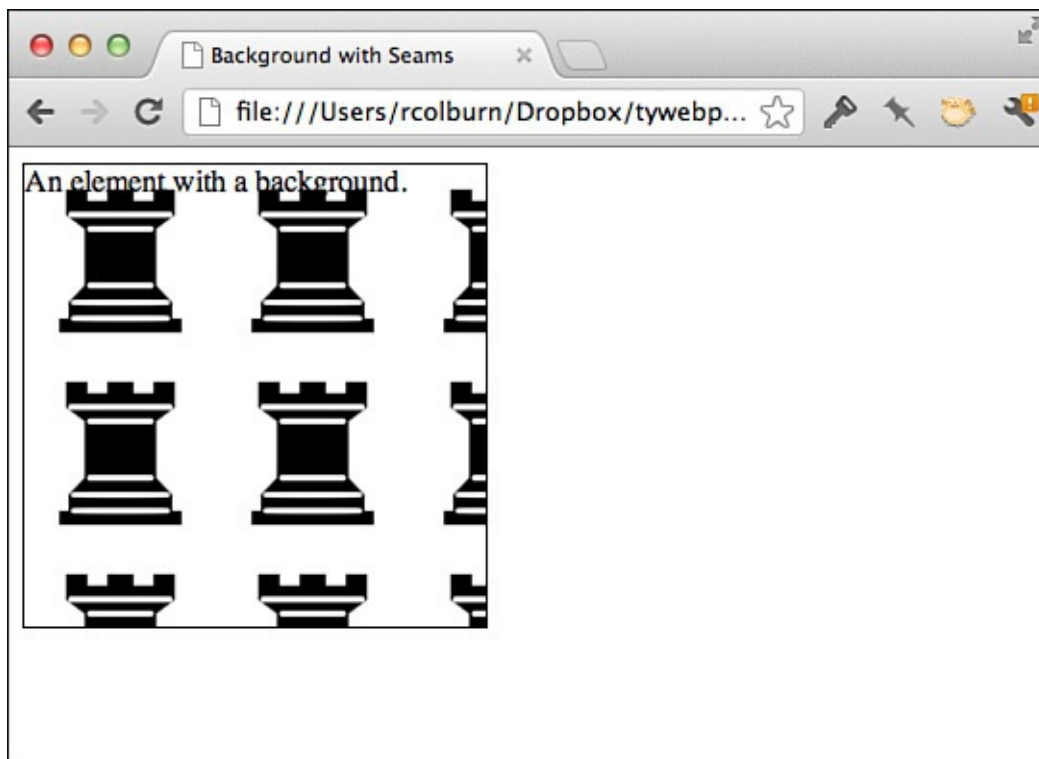 Background with Seams
file:///Users/rcolburn/Dropbox/tywebp...
An element with a background.